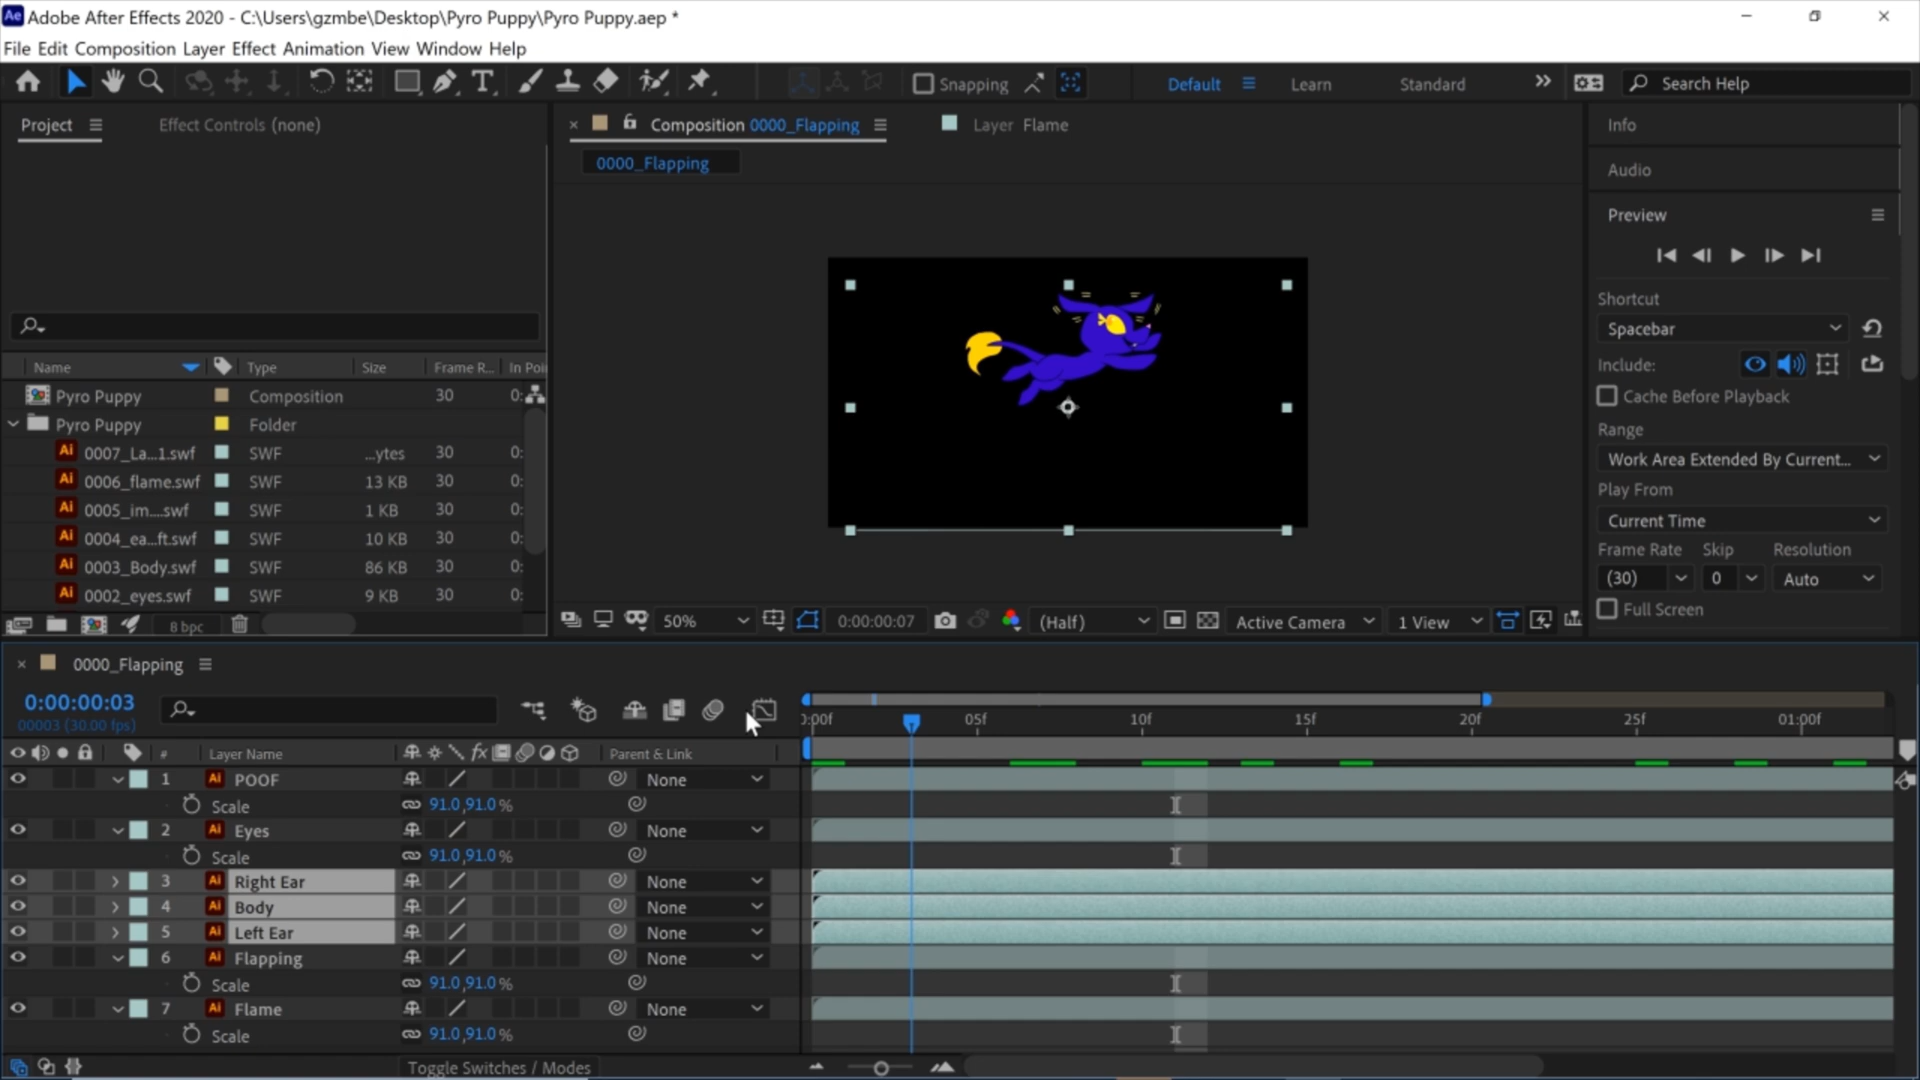 Adobe After Effects 2020 - C:\Users\gzmbe\Desktop\Pyro Puppy\Pyro Puppy.aep *
File Edit Composition Layer Effect Animation View Window Help
Snapping
Default
Learn
Standard
Search Help
Project
Effect Controls (none)
Composition 0000_Flapping
Layer Flame
0000_Flapping
Info
Audio
Preview
Shortcut
Spacebar
Include:
Cache Before Playback
Range
Work Area Extended By Current...
Play From
Current Time
Frame Rate Skip Resolution
(30) 0 Auto
Full Screen
Name Type Size Frame R... In Poi
Pyro Puppy Composition 30 0:
Pyro Puppy Folder
0007_La...1.swf SWF ...ytes 30 0:
0006_flame.swf SWF 13 KB 30 0:
0005_im....swf SWF 1 KB 30 0:
0004_ea...ft.swf SWF 10 KB 30 0:
0003_Body.swf SWF 86 KB 30 0:
0002_eyes.swf SWF 9 KB 30 0:
8 bpc
50% 0:00:00:07 (Half) Active Camera 1 View
0000_Flapping
0:00:00:03
00003 (30.00 fps)
):00f 05f 10f 15f 20f 25f 01:00f
# Layer Name fx Parent & Link
1 Ai POOF None
Scale 91.0,91.0 %
2 Ai Eyes None
Scale 91.0,91.0 %
3 Ai Right Ear None
4 Ai Body None
5 Ai Left Ear None
6 Ai Flapping None
Scale 91.0,91.0 %
7 Ai Flame None
Scale 91.0,91.0 %
Toggle Switches / Modes